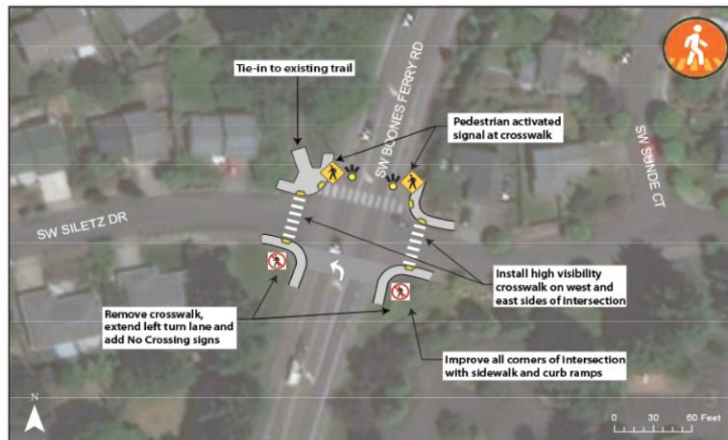 Tie-in to existing trail
SW BOONES FERRY RD
Pedestrian activated
signal at crosswalk
SW SUNDE CT
SW SILETZ DR
Install high visibility
crosswalk on west and
east sides of intersection
Remove crosswalk,
extend left turn lane and
add No Crossing signs
Improve all corners of intersection
with sidewalk and curb ramps
N
0 30 60 Feet